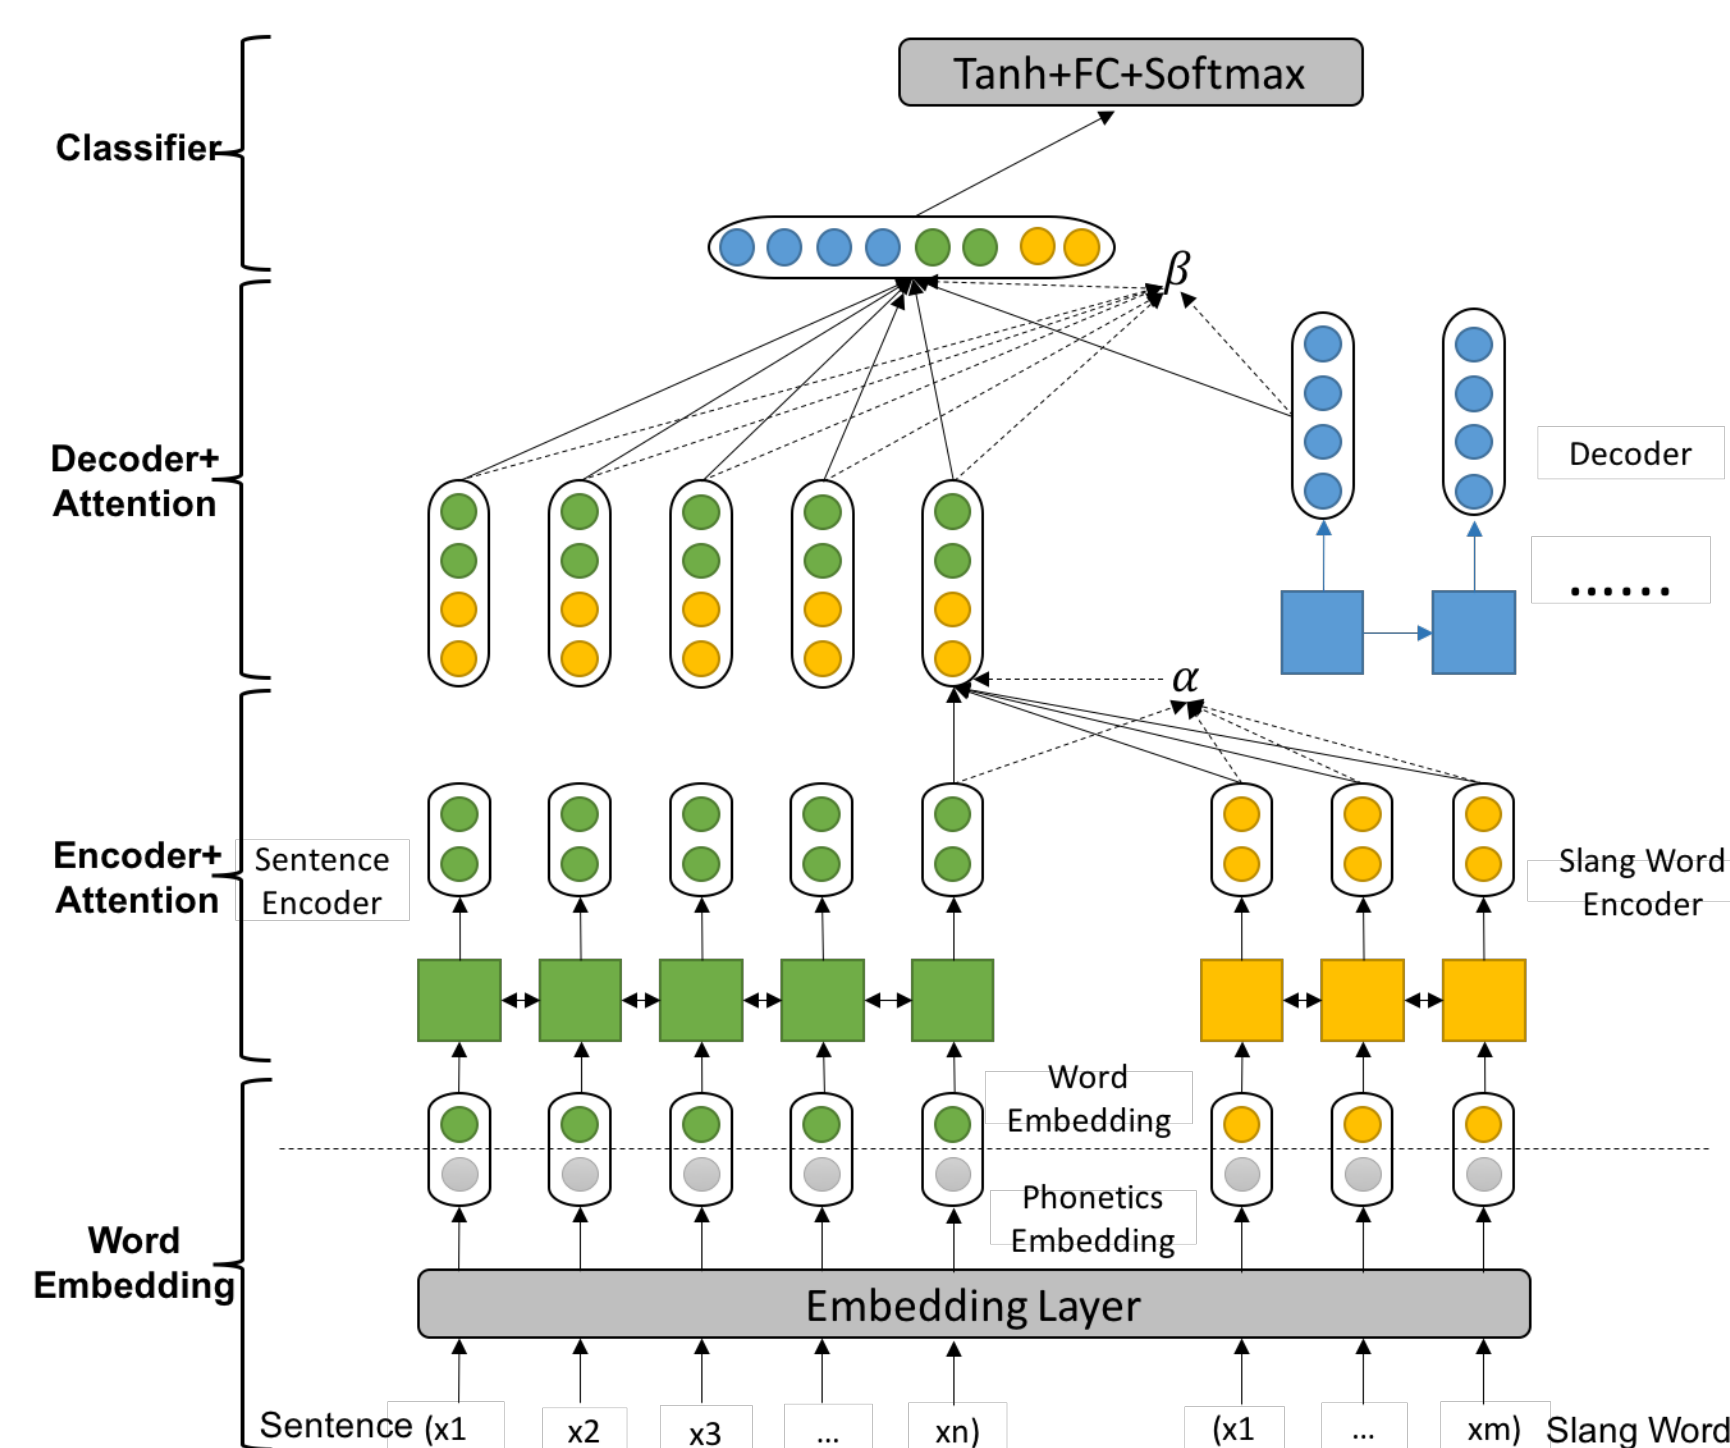 Tanh+FC+Softmax
Classifier
β
Decoder+
Attention
Decoder
......
α
Encoder+
Attention
Sentence
Encoder
Slang Word
Encoder
Word
Embedding
Phonetics
Embedding
Word
Embedding
Embedding Layer
Sentence (x1 x2 x3 ... xn) (x1 ... xm) Slang Word